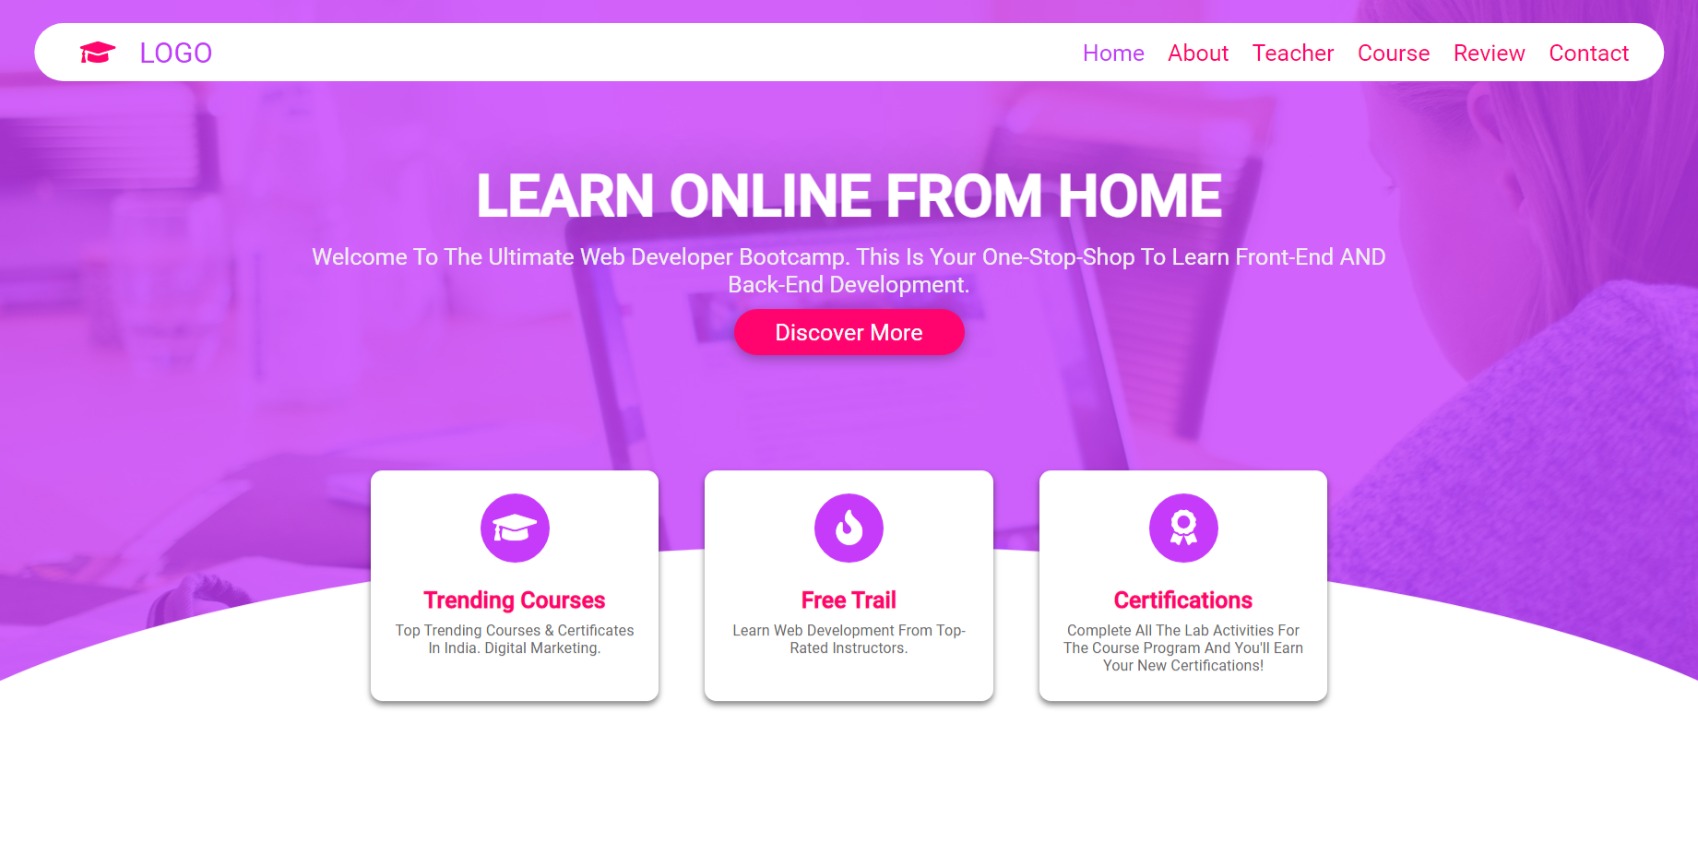 LOGO
Home About Teacher Course Review Contact
LEARN ONLINE FROM HOME
Welcome To The Ultimate Web Developer Bootcamp. This Is Your One-Stop-Shop To Learn Front-End AND
Back-End Development.
Discover More
Trending Courses
Top Trending Courses & Certificates
In India. Digital Marketing.
Free Trail
Learn Web Development From Top-
Rated Instructors.
Certifications
Complete All The Lab Activities For
The Course Program And You'll Earn
Your New Certifications!